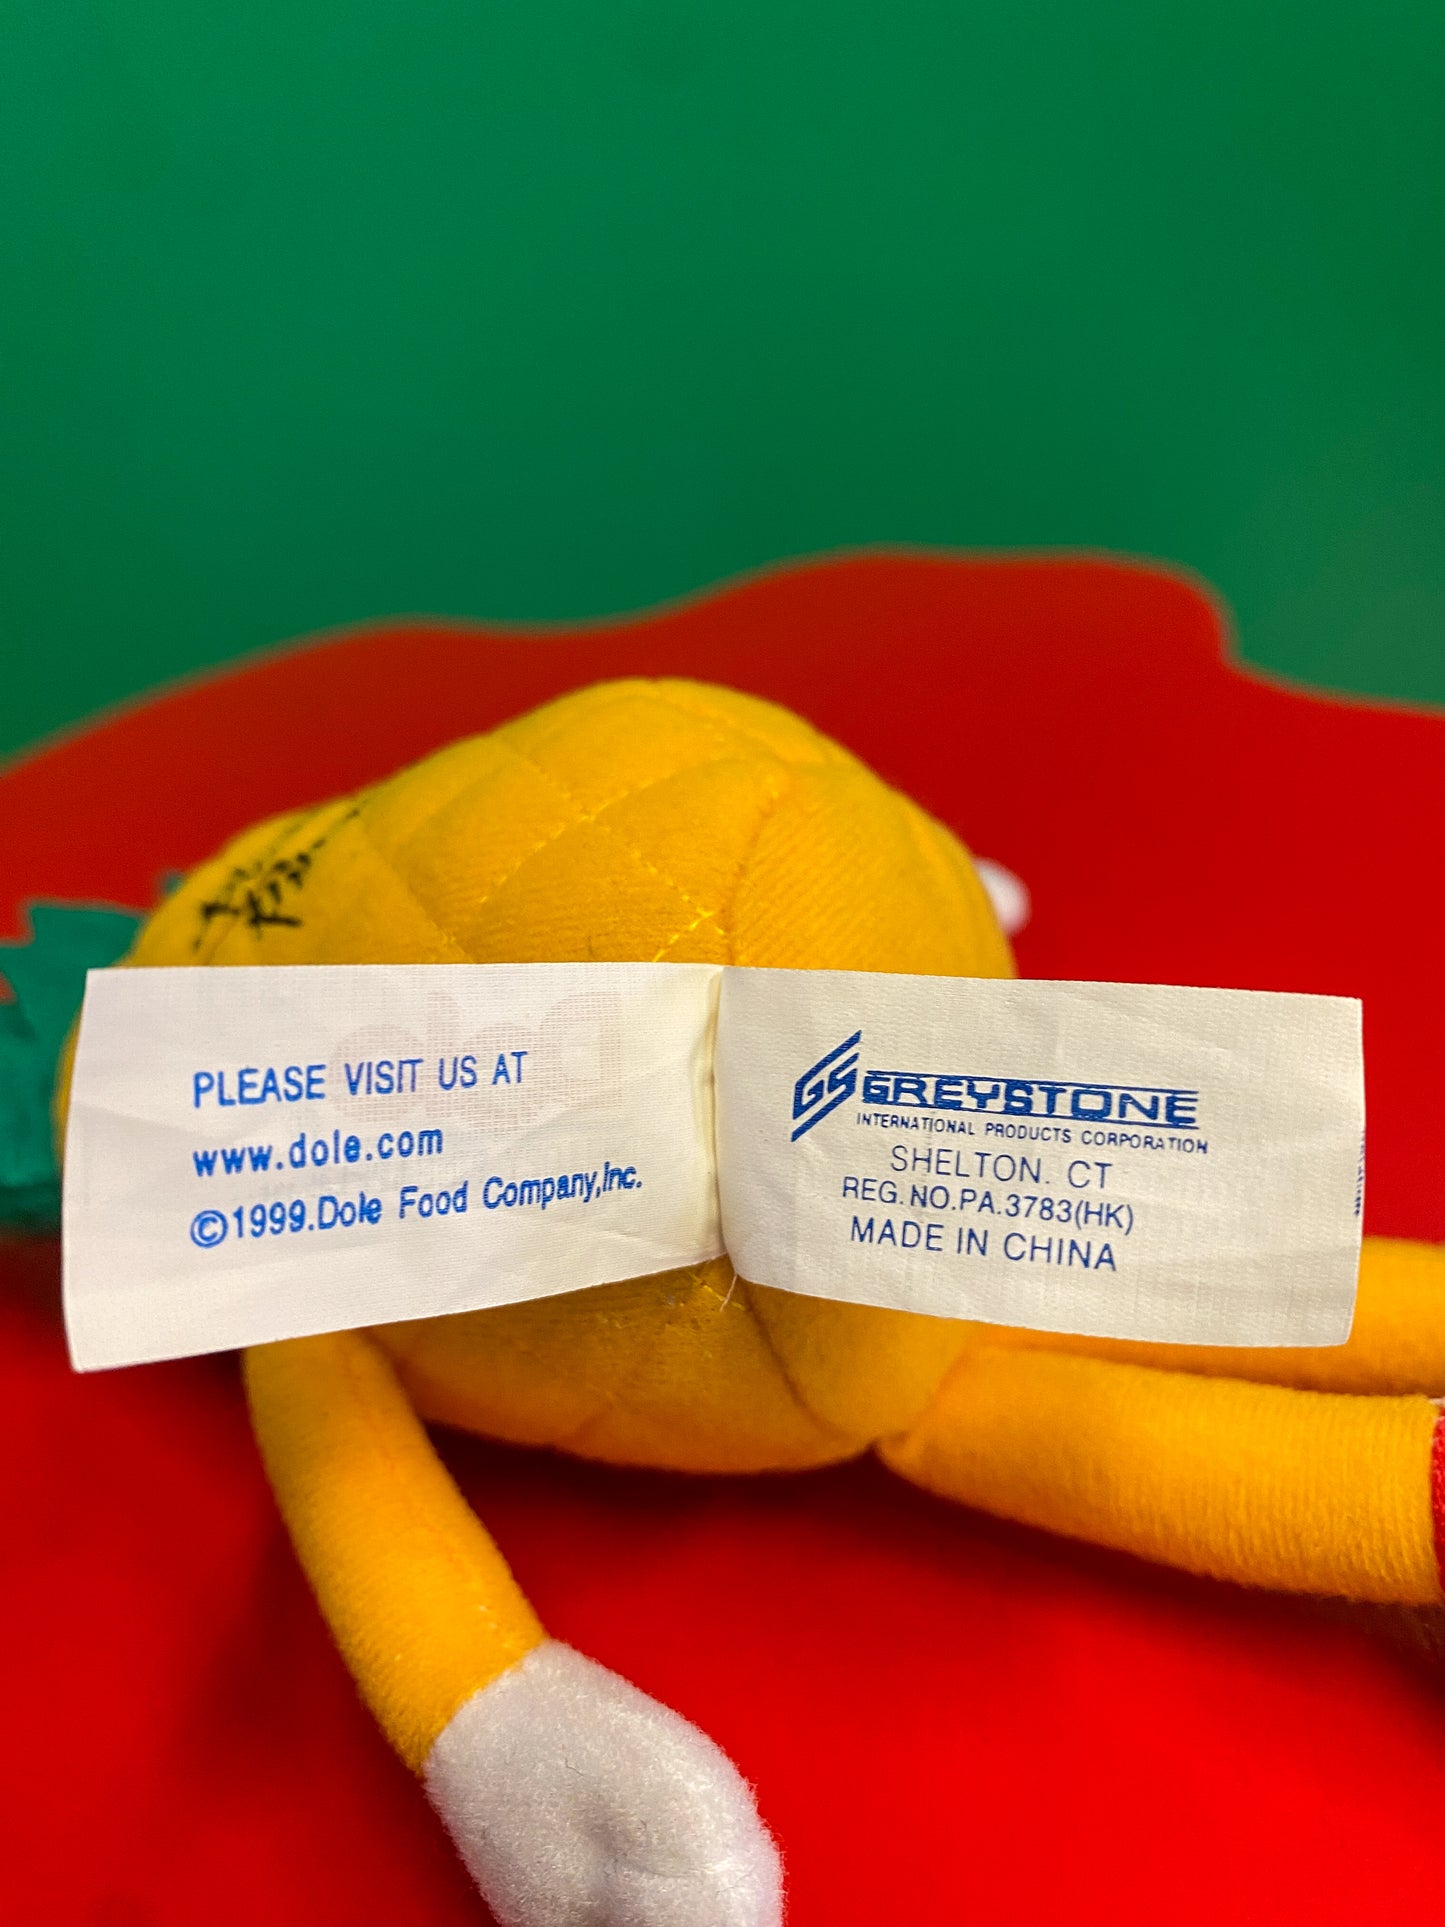 PLEASE VISIT US AT
www.dole.com
©1999.Dole Food Company,Inc.
GS GREYSTONE
INTERNATIONAL PRODUCTS CORPORATION
SHELTON. CT
REG.NO.PA.3783(HK)
MADE IN CHINA